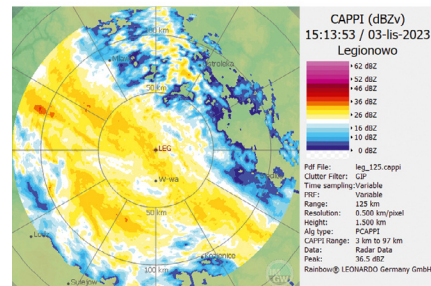 CAPPI (dBZv)
15:13:53 / 03-lis-2023
Legionowo
62 dBZ
52 dBZ
46 dBZ
36 dBZ
26 dBZ
16 dBZ
10 dBZ
0 dBZ
Pdf File: leg_125.cappi
Clutter Filter: GIP
Time sampling:Variable
PRF: Variable
Range: 125 km
Resolution: 0.500 km/pixel
Height: 1.500 km
Alg type: PCAPPI
CAPPI Range: 3 km to 97 km
Data: Radar Data
Peak: 36.5 dBZ
Rainbow® LEONARDO Germany GmbH
100 km
50 km
LEG
W-wa
50 km
100 km